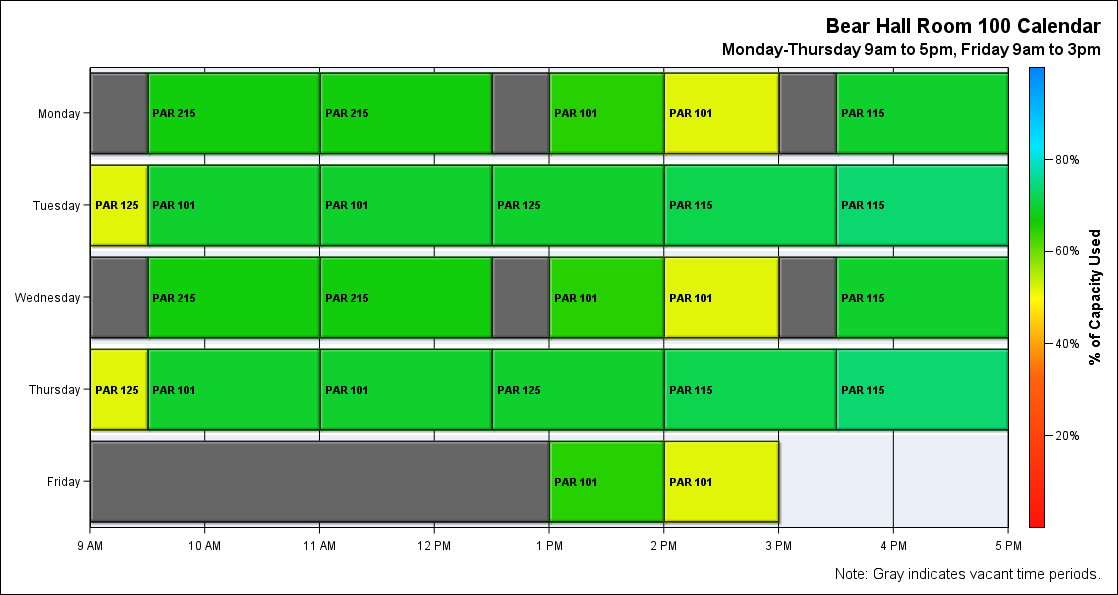 Bear Hall Room 100 Calendar
Monday-Thursday 9am to 5pm, Friday 9am to 3pm
Monday
PAR 215
PAR 215
PAR 101
PAR 101
PAR 115
Tuesday
PAR 125
PAR 101
PAR 101
PAR 125
PAR 115
PAR 115
Wednesday
PAR 215
PAR 215
PAR 101
PAR 101
PAR 115
Thursday
PAR 125
PAR 101
PAR 101
PAR 125
PAR 115
PAR 115
Friday
PAR 101
PAR 101
9 AM
10 AM
11 AM
12 PM
1 PM
2 PM
3 PM
4 PM
5 PM
80%
60%
40%
20%
% of Capacity Used
Note: Gray indicates vacant time periods.